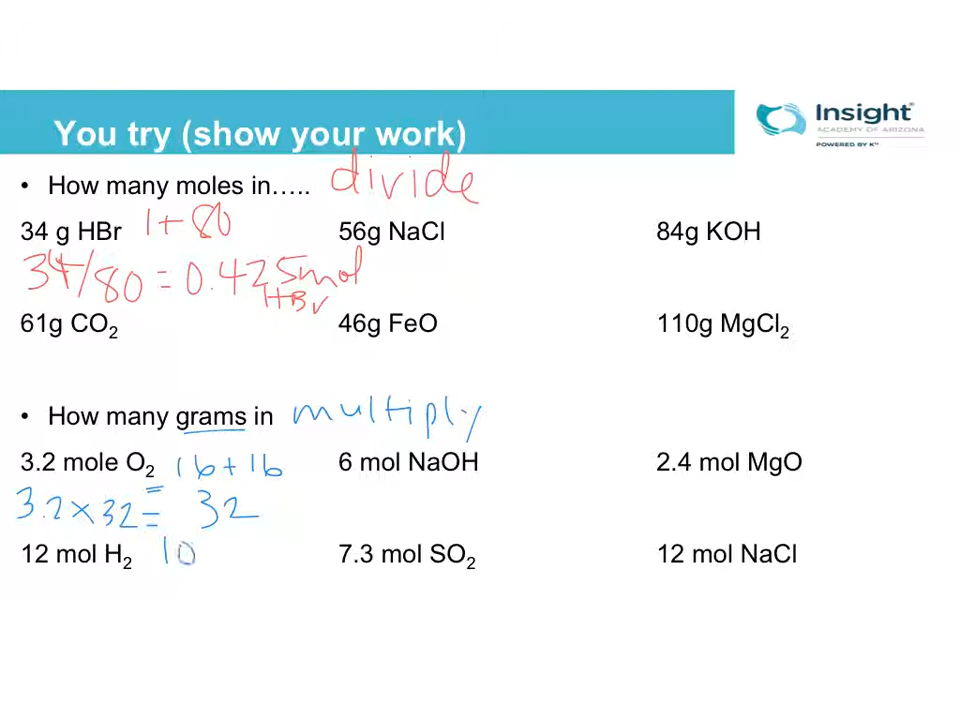 You try (show your work)
Insight®
ACADEMY OF ARIZONA
POWERED BY K¹²
• How many moles in….. divide
34 g HBr 1+80 56g NaCl 84g KOH
34/80 = 0.425mol
HBr
61g CO₂ 46g FeO 110g MgCl₂
• How many grams in multiply
3.2 mole O₂ 16+16 6 mol NaOH 2.4 mol MgO
3.2×32= = 32
12 mol H₂ 10 7.3 mol SO₂ 12 mol NaCl